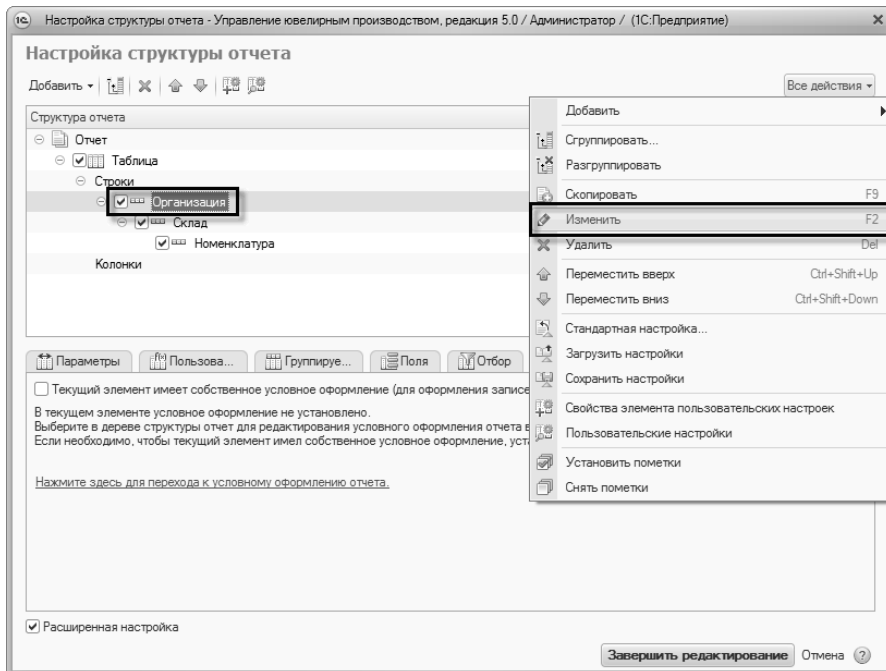 Настройка структуры отчета - Управление ювелирным производством, редакция 5.0 / Администратор / (1С:Предприятие)
Настройка структуры отчета
Добавить
Все действия
Структура отчета
Отчет
Таблица
Строки
Организация
Склад
Номенклатура
Колонки
Добавить
Сгруппировать...
Разгруппировать
Скопировать F9
Изменить F2
Удалить Del
Переместить вверх Ctrl+Shift+Up
Переместить вниз Ctrl+Shift+Down
Стандартная настройка...
Загрузить настройки
Сохранить настройки
Свойства элемента пользовательских настроек
Пользовательские настройки
Установить пометки
Снять пометки
Параметры Пользова... Группируе... Поля Отбор
Текущий элемент имеет собственное условное оформление (для оформления записе
В текущем элементе условное оформление не установлено.
Выберите в дереве структуры отчет для редактирования условного оформления отчета в
Если необходимо, чтобы текущий элемент имел собственное условное оформление, уста
Нажмите здесь для перехода к условному оформлению отчета.
Расширенная настройка
Завершить редактирование Отмена ?